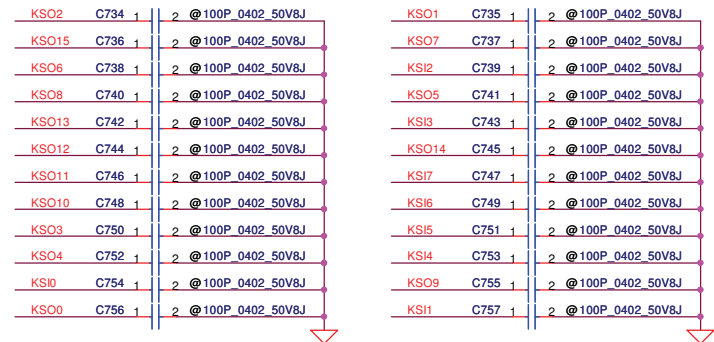 KSO2 C734 1 2 @100P_0402_50V8J KSO1 C735 1 2 @100P_0402_50V8J
KSO15 C736 1 2 @100P_0402_50V8J KSO7 C737 1 2 @100P_0402_50V8J
KSO6 C738 1 2 @100P_0402_50V8J KSI2 C739 1 2 @100P_0402_50V8J
KSO8 C740 1 2 @100P_0402_50V8J KSO5 C741 1 2 @100P_0402_50V8J
KSO13 C742 1 2 @100P_0402_50V8J KSI3 C743 1 2 @100P_0402_50V8J
KSO12 C744 1 2 @100P_0402_50V8J KSO14 C745 1 2 @100P_0402_50V8J
KSO11 C746 1 2 @100P_0402_50V8J KSI7 C747 1 2 @100P_0402_50V8J
KSO10 C748 1 2 @100P_0402_50V8J KSI6 C749 1 2 @100P_0402_50V8J
KSO3 C750 1 2 @100P_0402_50V8J KSI5 C751 1 2 @100P_0402_50V8J
KSO4 C752 1 2 @100P_0402_50V8J KSI4 C753 1 2 @100P_0402_50V8J
KSI0 C754 1 2 @100P_0402_50V8J KSO9 C755 1 2 @100P_0402_50V8J
KSO0 C756 1 2 @100P_0402_50V8J KSI1 C757 1 2 @100P_0402_50V8J